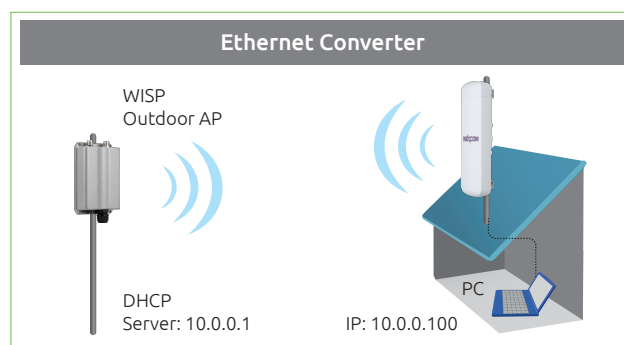 Ethernet Converter
WISP
Outdoor AP
DHCP
Server: 10.0.0.1
PC
IP: 10.0.0.100